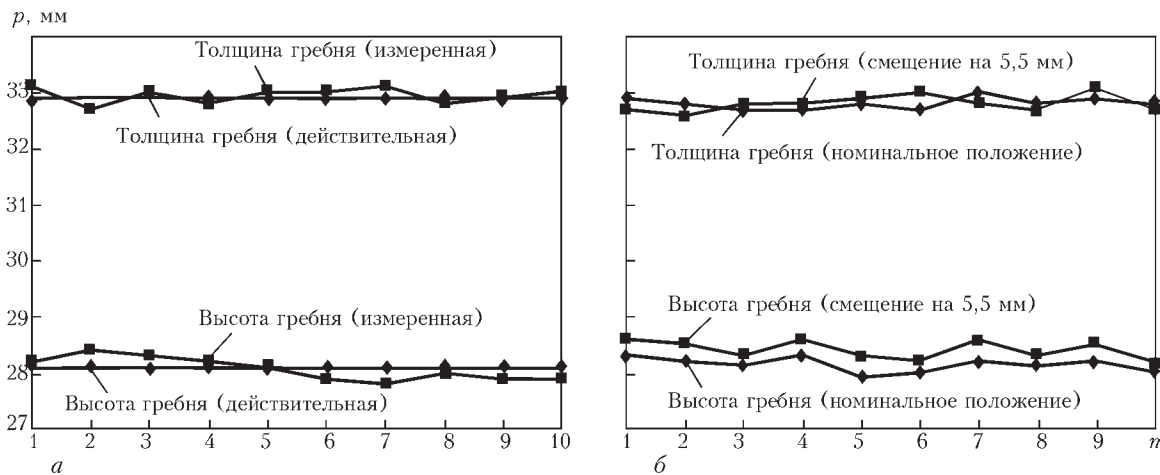 p, мм
33
32
31
30
29
28
27
Толщина гребня (измеренная)
Толщина гребня (действительная)
Высота гребня (измеренная)
Высота гребня (действительная)
1 2 3 4 5 6 7 8 9 10
а
Толщина гребня (смещение на 5,5 мм)
Толщина гребня (номинальное положение)
Высота гребня (смещение на 5,5 мм)
Высота гребня (номинальное положение)
1 2 3 4 5 6 7 8 9 n
б